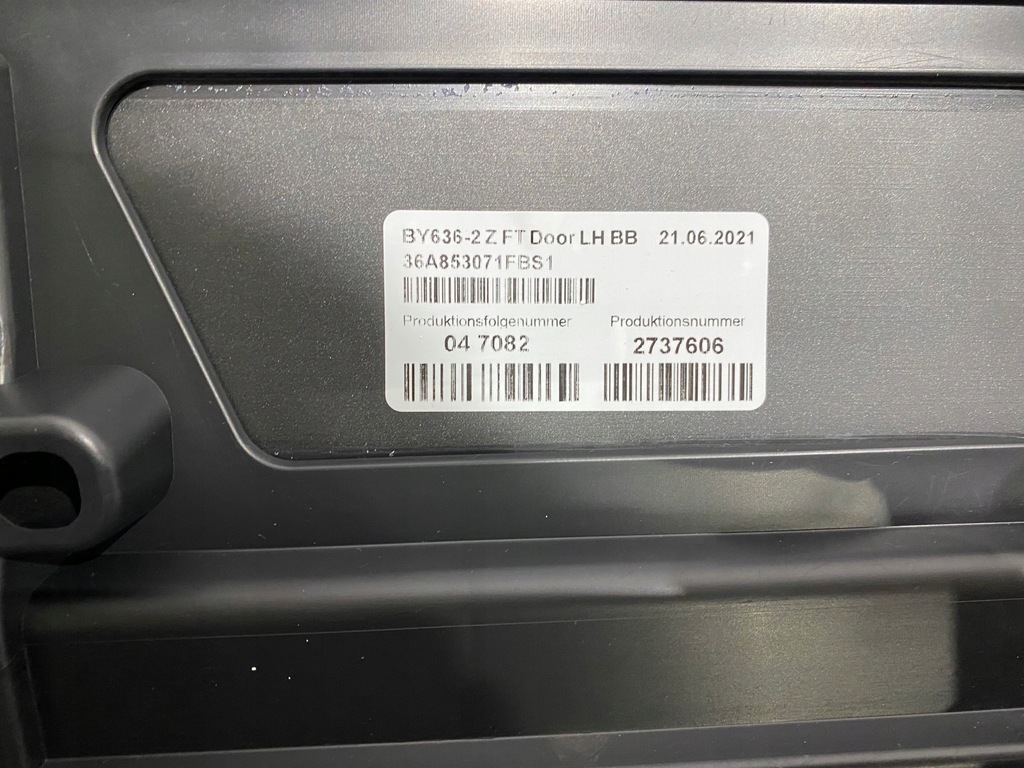 BY636-2 Z FT Door LH BB 21.06.2021
36A853071FBS1
Produktionsfolgenummer Produktionsnummer
04 7082 2737606